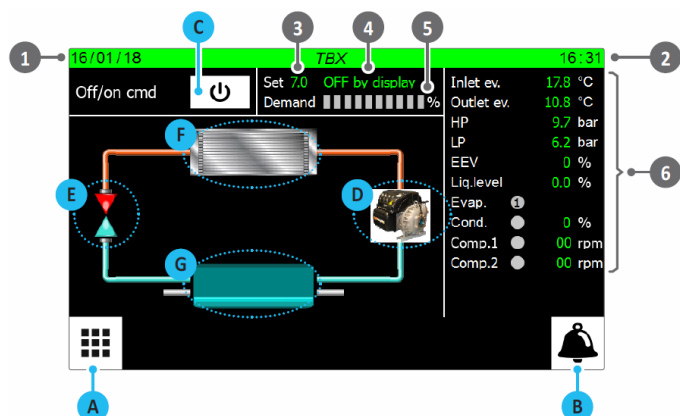 C 3 4 5
1 16/01/18 TBX 16:31 2
Off/on cmd Set 7.0 OFF by display
Demand %
Inlet ev. 17.8 °C
Outlet ev. 10.8 °C
HP 9.7 bar
LP 6.2 bar
EEV 0 %
Liq.level 0.0 %
Evap. 1
Cond. 0 %
Comp.1 00 rpm
Comp.2 00 rpm
6
F
E
D
G
A
B